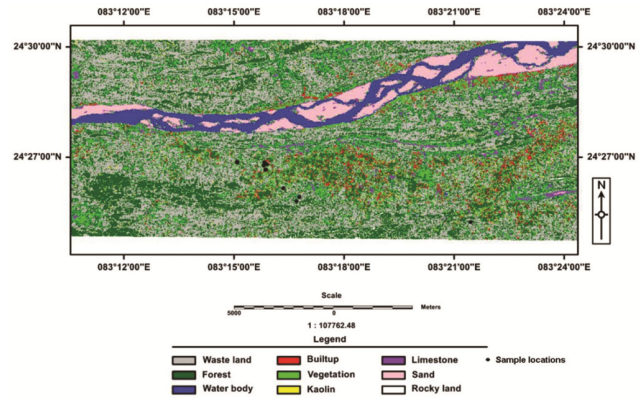 083°12'00"E 083°15'00"E 083°18'00"E 083°21'00"E 083°24'00"E
24°30'00"N 24°30'00"N
24°27'00"N 24°27'00"N
N
083°12'00"E 083°15'00"E 083°18'00"E 083°21'00"E 083°24'00"E
Scale
5000 0 Meters
1 : 107762.48
Legend
Waste land Builtup Limestone Sample locations
Forest Vegetation Sand
Water body Kaolin Rocky land